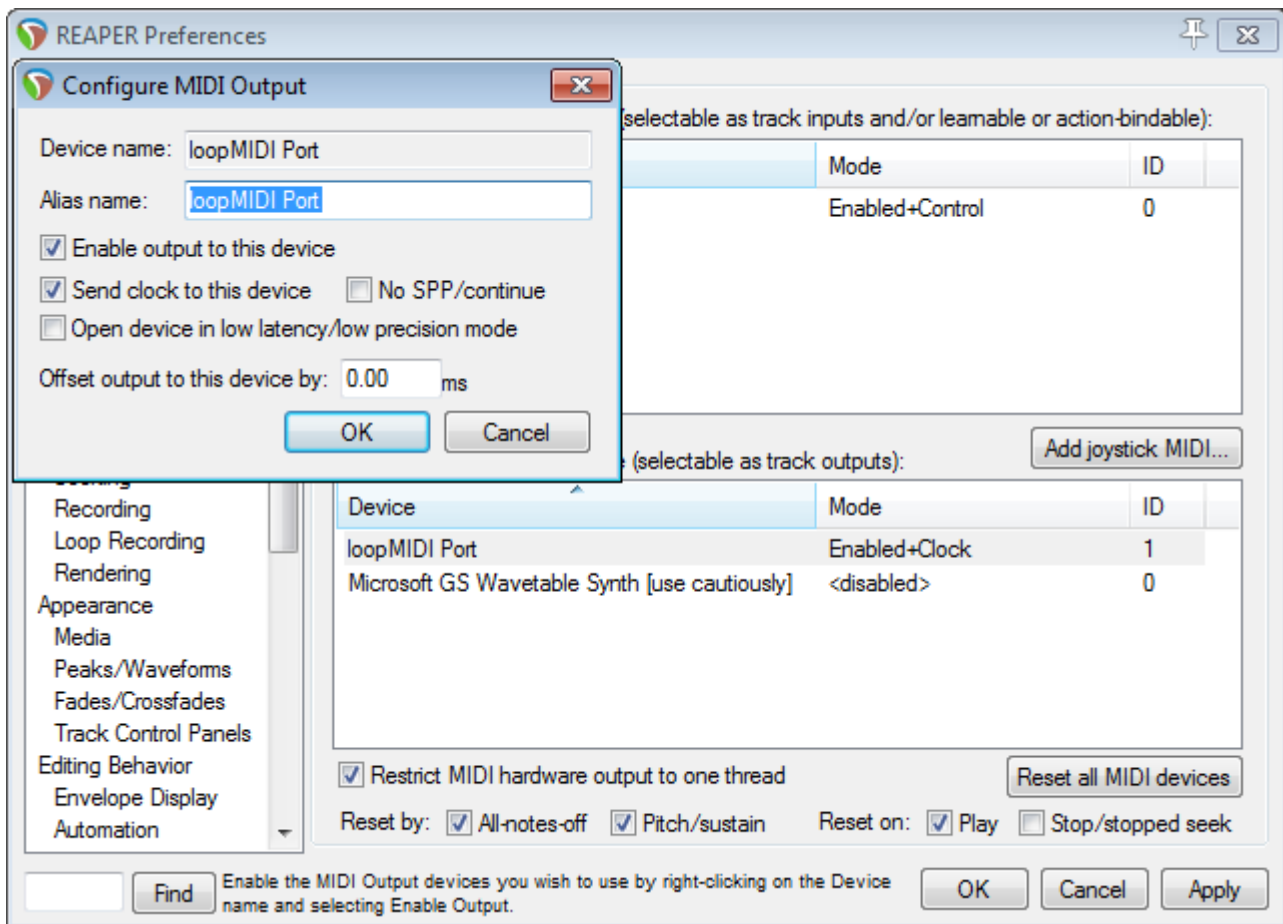 REAPER Preferences
Configure MIDI Output
Device name: loopMIDI Port
Alias name: loopMIDI Port
Enable output to this device
Send clock to this device No SPP/continue
Open device in low latency/low precision mode
Offset output to this device by: 0.00 ms
OK Cancel
(selectable as track inputs and/or learnable or action-bindable):
Mode ID
Enabled+Control 0
Add joystick MIDI...
(selectable as track outputs):
Device Mode ID
loopMIDI Port Enabled+Clock 1
Microsoft GS Wavetable Synth [use cautiously] <disabled> 0
Recording
Loop Recording
Rendering
Appearance
Media
Peaks/Waveforms
Fades/Crossfades
Track Control Panels
Editing Behavior
Envelope Display
Automation
Restrict MIDI hardware output to one thread Reset all MIDI devices
Reset by: All-notes-off Pitch/sustain Reset on: Play Stop/stopped seek
Find
Enable the MIDI Output devices you wish to use by right-clicking on the Device
name and selecting Enable Output.
OK Cancel Apply